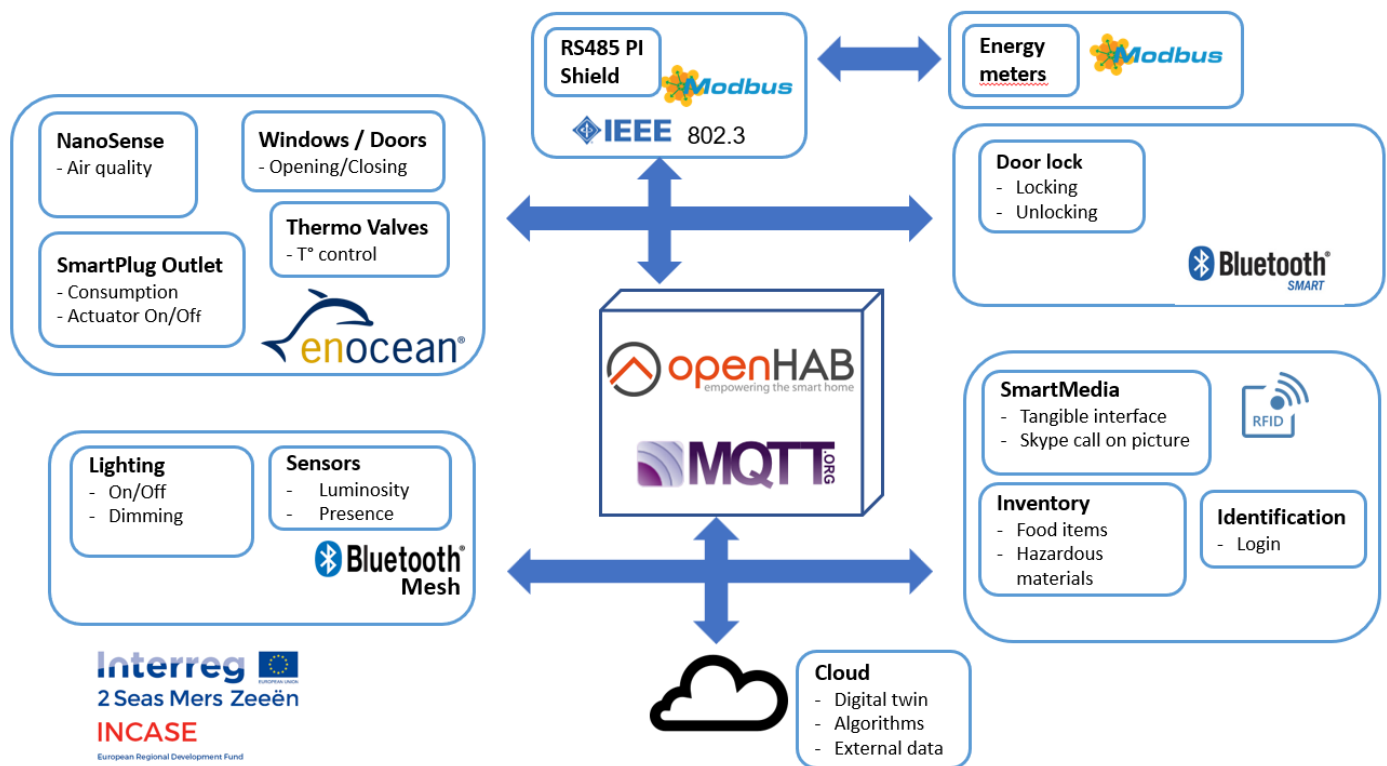 RS485 PI
Shield
Modbus
IEEE 802.3
Energy
meters
Modbus
NanoSense
- Air quality
Windows / Doors
- Opening/Closing
Thermo Valves
- T° control
SmartPlug Outlet
- Consumption
- Actuator On/Off
enocean®
Door lock
- Locking
- Unlocking
Bluetooth®
SMART
openHAB
empowering the smart home
MQTT.ORG
Lighting
- On/Off
- Dimming
Sensors
- Luminosity
- Presence
Bluetooth®
Mesh
SmartMedia
- Tangible interface
- Skype call on picture
RFID
Inventory
- Food items
- Hazardous
materials
Identification
- Login
Interreg
EUROPEAN UNION
2 Seas Mers Zeeën
INCASE
European Regional Development Fund
Cloud
- Digital twin
- Algorithms
- External data